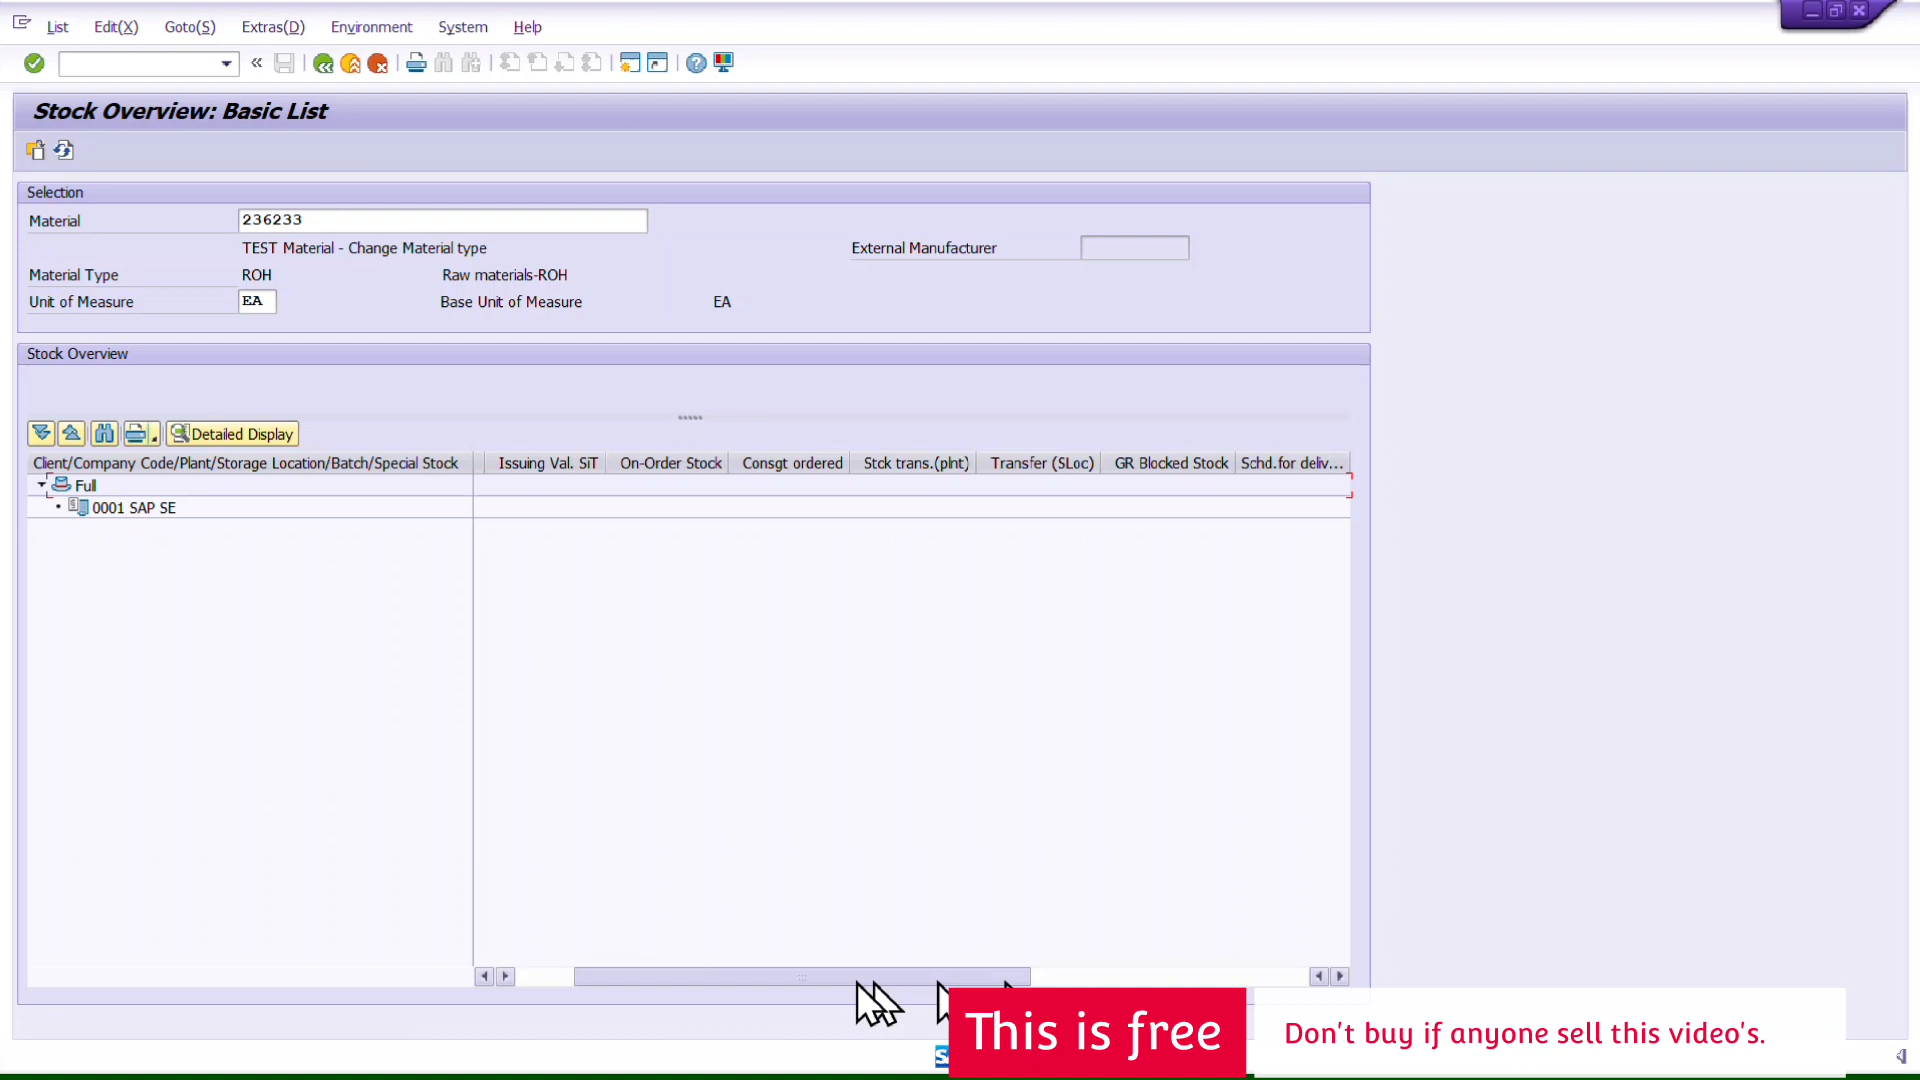 List Edit(X) Goto(S) Extras(D) Environment System Help
Stock Overview: Basic List
Selection
Material 236233
TEST Material - Change Material type External Manufacturer
Material Type ROH Raw materials-ROH
Unit of Measure EA Base Unit of Measure EA
Stock Overview
Detailed Display
Client/Company Code/Plant/Storage Location/Batch/Special Stock Issuing Val. SiT On-Order Stock Consgt ordered Stck trans.(plnt) Transfer (SLoc) GR Blocked Stock Schd.for deliv...
Full
0001 SAP SE
This is free Don't buy if anyone sell this video's.